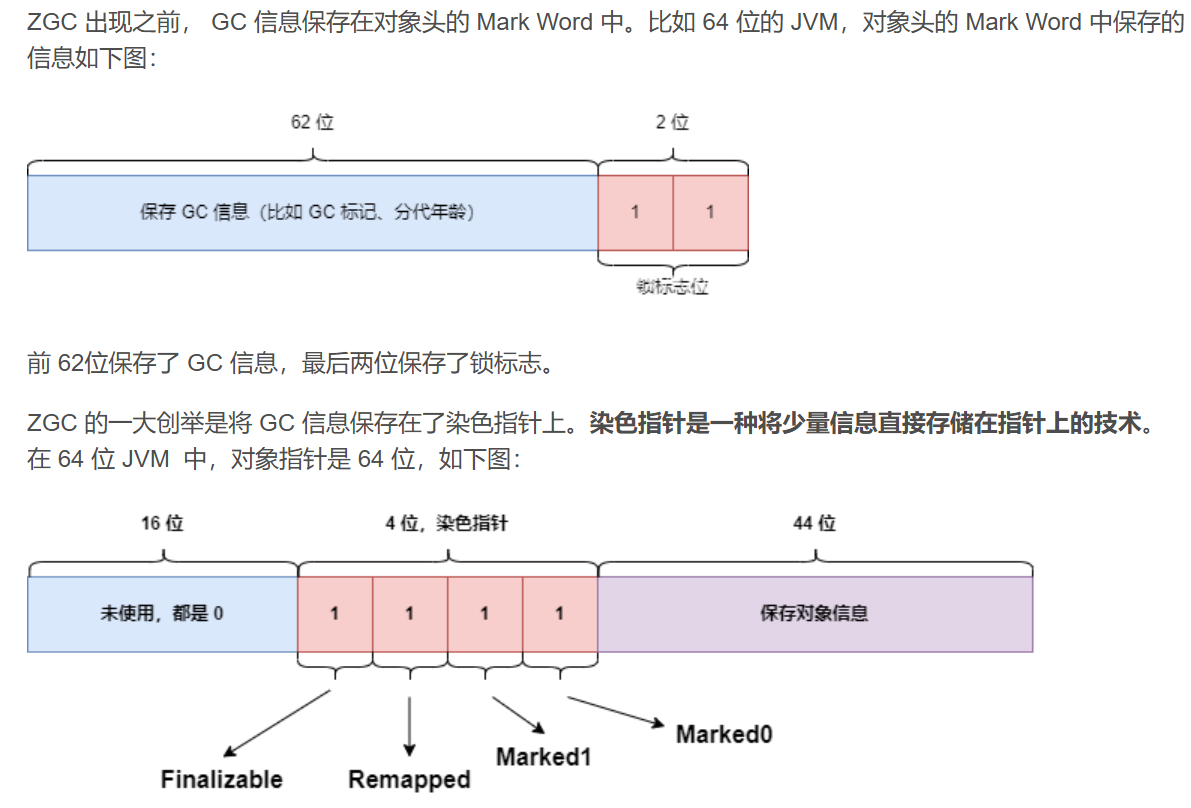 ZGC 出现之前， GC 信息保存在对象头的 Mark Word 中。比如 64 位的 JVM，对象头的 Mark Word 中保存的
信息如下图：
62 位
2 位
保存 GC 信息（比如 GC 标记、分代年龄）
1
1
锁标志位
前 62位保存了 GC 信息，最后两位保存了锁标志。
ZGC 的一大创举是将 GC 信息保存在了染色指针上。染色指针是一种将少量信息直接存储在指针上的技术。
在 64 位 JVM 中，对象指针是 64 位，如下图：
16 位
4 位，染色指针
44 位
未使用，都是 0
1
1
1
1
保存对象信息
Finalizable
Remapped
Marked1
Marked0